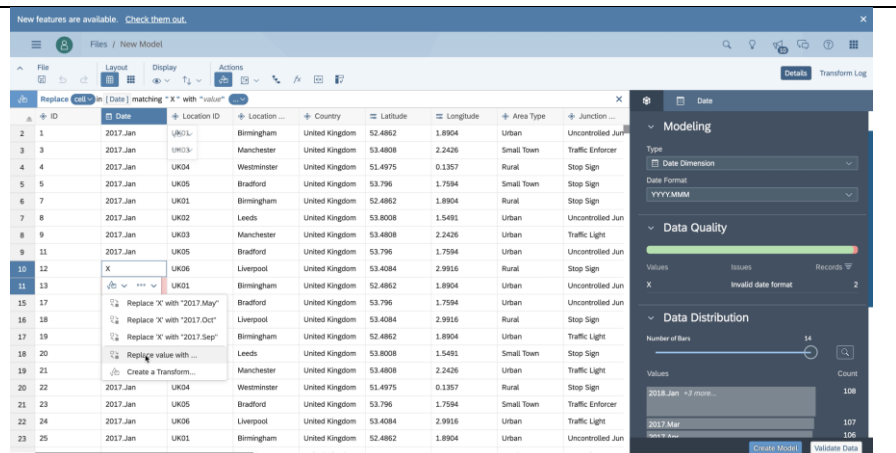 New features are available. Check them out. ×
8 Files / New Model
File Layout Display Actions
Details Transform Log
Replace cell in [Date] matching "X" with "value" ×
Date
ID Date Location ID Location ... Country Latitude Longitude Area Type Junction ...
2 1 2017.Jan UK01 Birmingham United Kingdom 52.4862 1.8904 Urban Uncontrolled Jun
3 3 2017.Jan UK03 Manchester United Kingdom 53.4808 2.2426 Small Town Traffic Enforcer
4 4 2017.Jan UK04 Westminster United Kingdom 51.4975 0.1357 Rural Stop Sign
5 5 2017.Jan UK05 Bradford United Kingdom 53.796 1.7594 Small Town Stop Sign
6 7 2017.Jan UK01 Birmingham United Kingdom 52.4862 1.8904 Rural Stop Sign
7 8 2017.Jan UK02 Leeds United Kingdom 53.8008 1.5491 Urban Uncontrolled Jun
8 9 2017.Jan UK03 Manchester United Kingdom 53.4808 2.2426 Urban Traffic Light
9 11 2017.Jan UK05 Bradford United Kingdom 53.796 1.7594 Small Town Stop Sign
10 12 X UK06 Liverpool United Kingdom 53.4084 2.9916 Rural Stop Sign
11 13 UK01 Birmingham United Kingdom 52.4862 1.8904 Urban Uncontrolled Jun
15 17 Bradford United Kingdom 53.796 1.7594 Small Town Uncontrolled Jun
16 18 Liverpool United Kingdom 53.4084 2.9916 Rural Stop Sign
17 19 Birmingham United Kingdom 52.4862 1.8904 Urban Traffic Light
18 20 Leeds United Kingdom 53.8008 1.5491 Small Town Stop Sign
19 21 Manchester United Kingdom 53.4808 2.2426 Urban Traffic Light
20 22 2017.Jan UK04 Westminster United Kingdom 51.4975 0.1357 Rural Stop Sign
21 23 2017.Jan UK05 Bradford United Kingdom 53.796 1.7594 Small Town Traffic Enforcer
22 24 2017.Jan UK06 Liverpool United Kingdom 53.4084 2.9916 Urban Traffic Light
23 25 2017.Jan UK01 Birmingham United Kingdom 52.4862 1.8904 Urban Uncontrolled Jun
Replace 'X' with "2017.May"
Replace 'X' with "2017.Oct"
Replace 'X' with "2017.Sep"
Replace value with ...
Create a Transform...
Modeling
Type
Date Dimension
Date Format
YYYY.MMM
Data Quality
Values Issues Records
X Invalid date format 2
Data Distribution
Number of Bars 14
Values Count
2018.Jan +3 more... 108
2017.Mar 107
2017.Apr 106
Create Model Validate Data